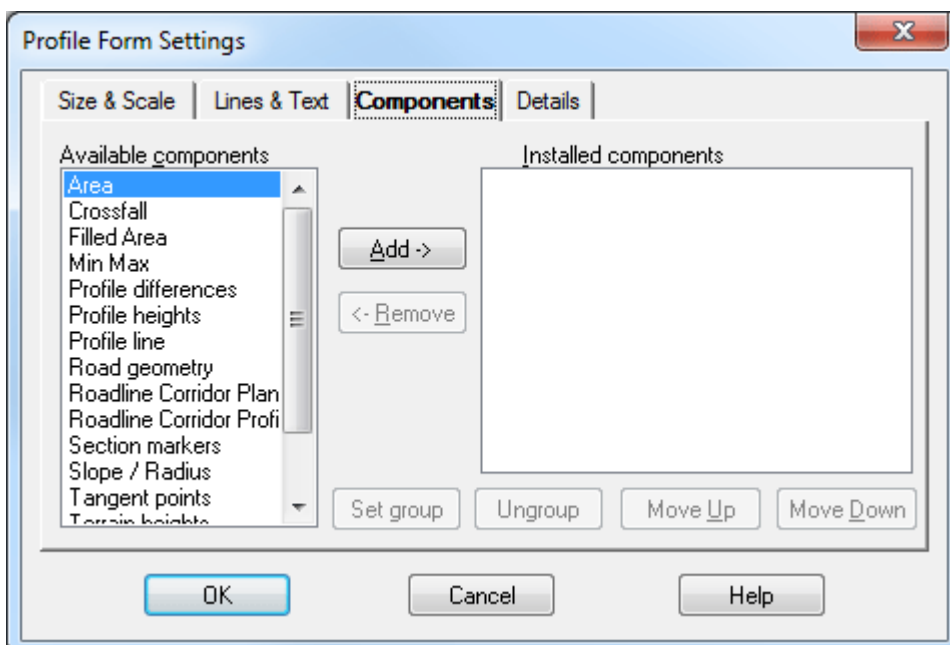 Profile Form Settings
Size & Scale
Lines & Text
Components
Details
Available components
Installed components
Area
Crossfall
Filled Area
Min Max
Profile differences
Profile heights
Profile line
Road geometry
Roadline Corridor Plan
Roadline Corridor Profi
Section markers
Slope / Radius
Tangent points
Terrain heights
Add ->
<- Remove
Set group
Ungroup
Move Up
Move Down
OK
Cancel
Help